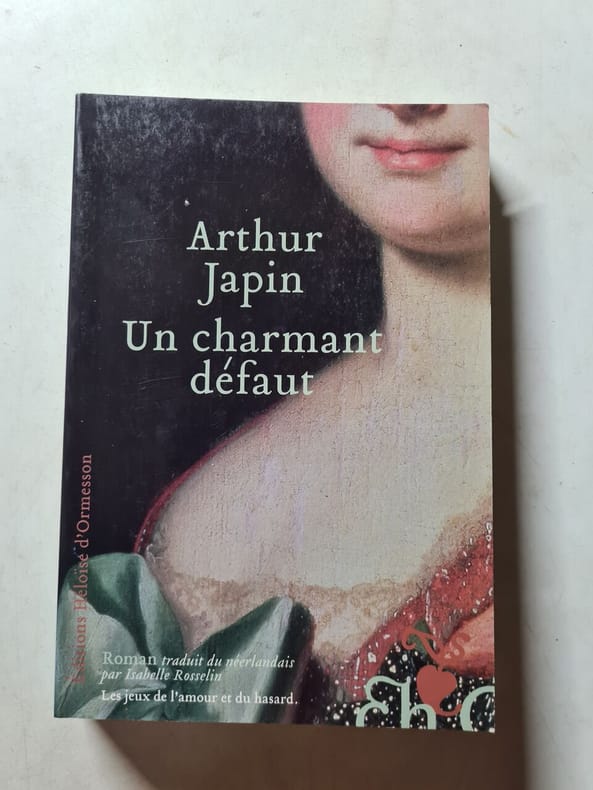 Arthur
Japin
Un charmant
défaut
Éditions Héloïse d'Ormesson
Roman traduit du néerlandais
par Isabelle Rosselin
Les jeux de l'amour et du hasard.
Eh